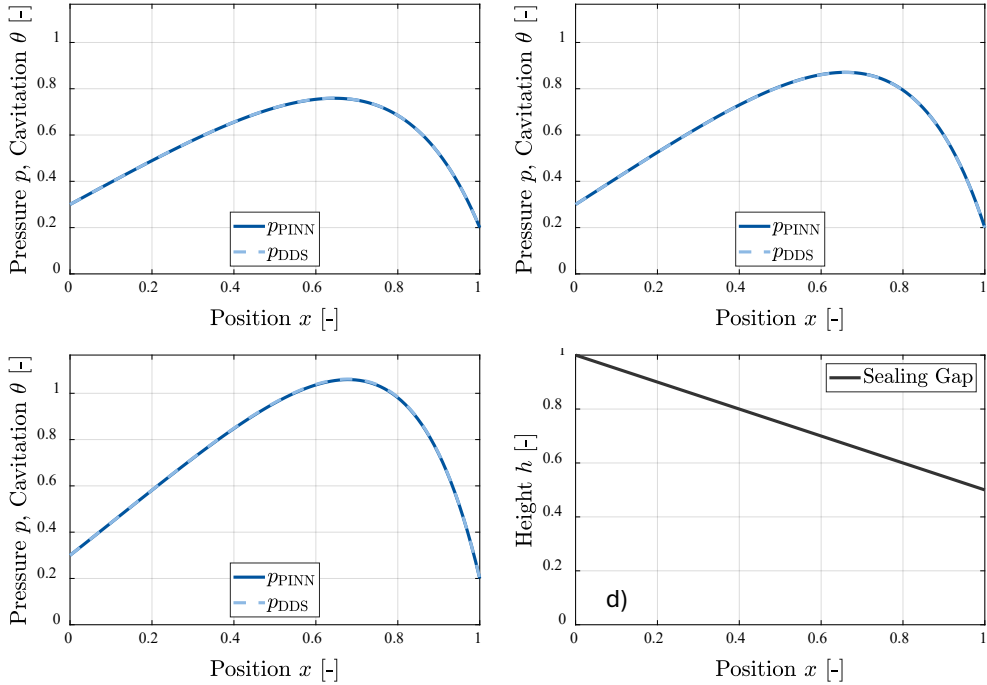 Pressure p, Cavitation θ [-]
1
0.8
0.6
0.4
0.2
0
p_PINN
p_DDS
0 0.2 0.4 0.6 0.8 1
Position x [-]
Pressure p, Cavitation θ [-]
1
0.8
0.6
0.4
0.2
0
p_PINN
p_DDS
0 0.2 0.4 0.6 0.8 1
Position x [-]
Pressure p, Cavitation θ [-]
1
0.8
0.6
0.4
0.2
0
p_PINN
p_DDS
0 0.2 0.4 0.6 0.8 1
Position x [-]
Height h [-]
1
0.8
0.6
0.4
0.2
0
Sealing Gap
d)
0 0.2 0.4 0.6 0.8 1
Position x [-]